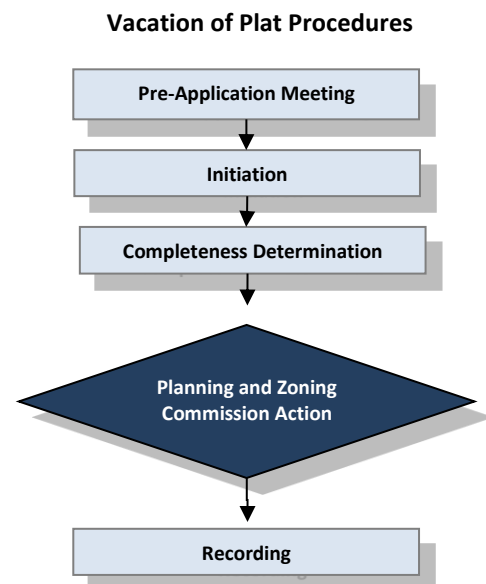 Vacation of Plat Procedures
Pre-Application Meeting
Initiation
Completeness Determination
Planning and Zoning
Commission Action
Recording